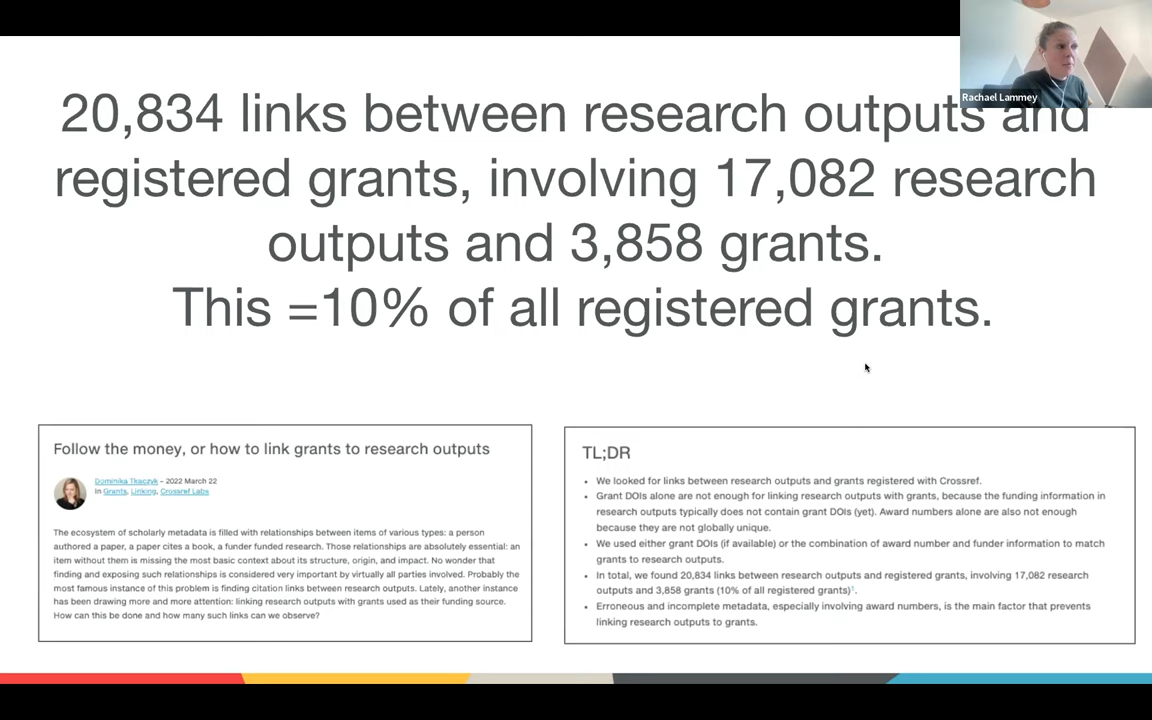 Rachael Lammey
20,834 links between research outputs and
registered grants, involving 17,082 research
outputs and 3,858 grants.
This =10% of all registered grants.
Follow the money, or how to link grants to research outputs
Dominika Tkaczyk – 2022 March 22
In Grants, Linking, Crossref Labs
The ecosystem of scholarly metadata is filled with relationships between items of various types: a person
authored a paper, a paper cites a book, a funder funded research. Those relationships are absolutely essential: an
item without them is missing the most basic context about its structure, origin, and impact. No wonder that
finding and exposing such relationships is considered very important by virtually all parties involved. Probably the
most famous instance of this problem is finding citation links between research outputs. Lately, another instance
has been drawing more and more attention: linking research outputs with grants used as their funding source.
How can this be done and how many such links can we observe?
TL;DR
• We looked for links between research outputs and grants registered with Crossref.
• Grant DOIs alone are not enough for linking research outputs with grants, because the funding information in
research outputs typically does not contain grant DOIs (yet). Award numbers alone are also not enough
because they are not globally unique.
• We used either grant DOIs (if available) or the combination of award number and funder information to match
grants to research outputs.
• In total, we found 20,834 links between research outputs and registered grants, involving 17,082 research
outputs and 3,858 grants (10% of all registered grants)¹.
• Erroneous and incomplete metadata, especially involving award numbers, is the main factor that prevents
linking research outputs to grants.